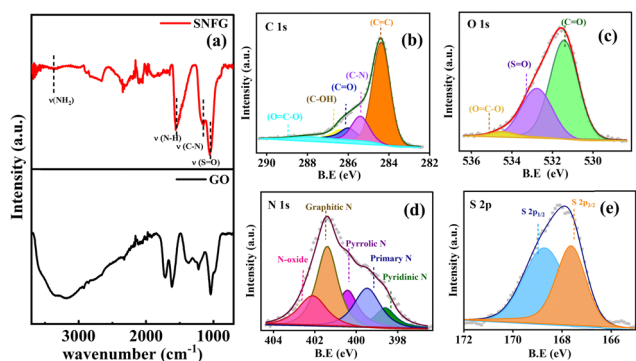 SNFG
(a)
ν(NH₂)
ν (N-H)
ν (C-N)
ν (S=O)
GO
Intensity (a.u.)
3000 2000 1000
wavenumber (cm⁻¹)
C 1s
(C=C)
(b)
(C-N)
(C=O)
(C-OH)
(O=C-O)
Intensity (a.u.)
290 288 286 284 282
B.E (eV)
O 1s
(C=O)
(c)
(S=O)
(O=C-O)
Intensity (a.u.)
536 534 532 530
B.E (eV)
N 1s
Graphitic N
(d)
Pyrrolic N
N-oxide
Primary N
Pyridinic N
Intensity (a.u.)
404 402 400 398
B.E (eV)
S 2p
S 2p₃/₂
(e)
S 2p₁/₂
Intensity (a.u.)
172 170 168 166
B.E (eV)